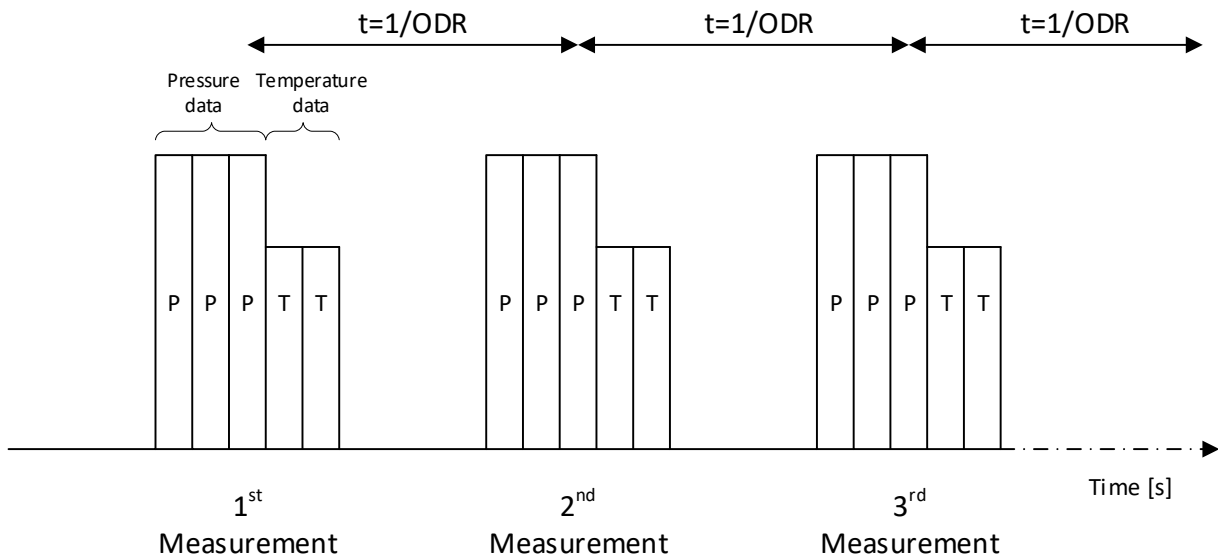 t=1/ODR t=1/ODR t=1/ODR
Pressure Temperature
data data
P P P T T P P P T T P P P T T
Time [s]
1st 2nd 3rd
Measurement Measurement Measurement